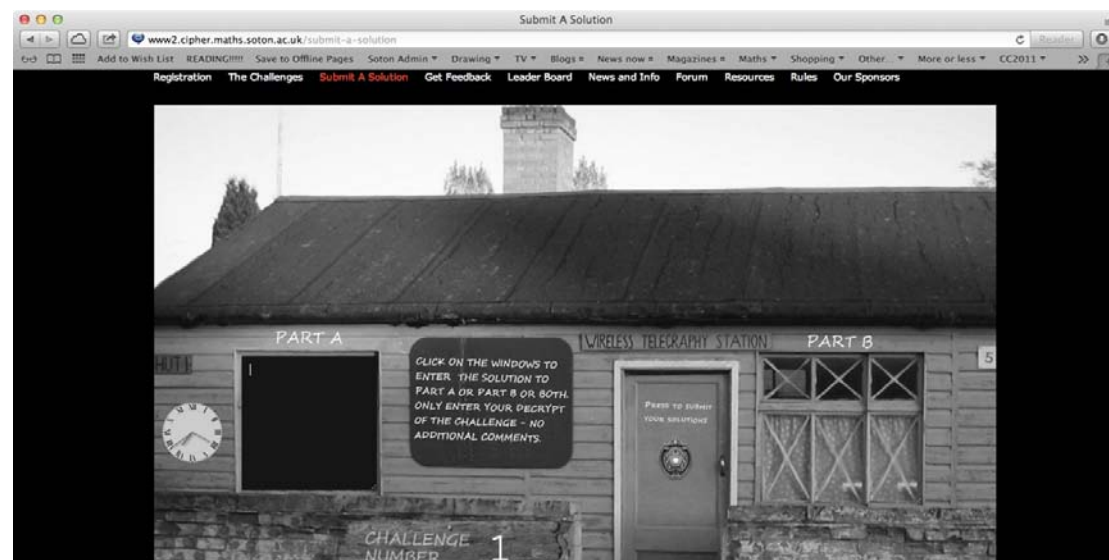 Submit A Solution
www2.cipher.maths.soton.ac.uk/submit-a-solution
Reader
Add to Wish List READING!!!!! Save to Offline Pages Soton Admin Drawing TV Blogs News now Magazines Maths Shopping Other... More or less CC2011
Registration The Challenges Submit A Solution Get Feedback Leader Board News and Info Forum Resources Rules Our Sponsors
PART A
WIRELESS TELEGRAPHY STATION
PART B
HUT 1
5
CLICK ON THE WINDOWS TO
ENTER THE SOLUTION TO
PART A OR PART B OR BOTH.
ONLY ENTER YOUR DECRYPT
OF THE CHALLENGE - NO
ADDITIONAL COMMENTS.
PRESS TO SUBMIT
YOUR SOLUTIONS
CHALLENGE
NUMBER 1